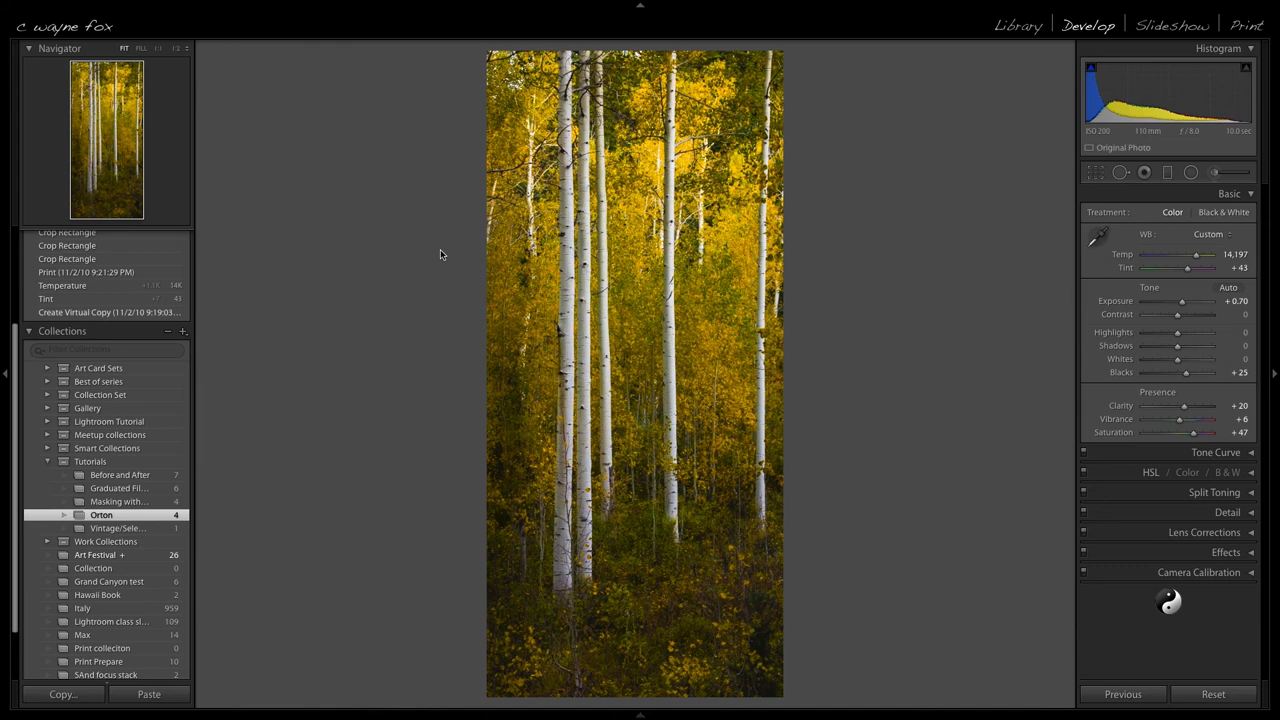 c wayne fox
Library | Develop | Slideshow | Print
Navigator FIT FILL 1:1 1:2
Crop Rectangle
Crop Rectangle
Crop Rectangle
Print (11/2/10 9:21:29 PM)
Temperature +1.1K 14K
Tint +7 43
Create Virtual Copy (11/2/10 9:19:03...
Collections
Filter Collections
Art Card Sets
Best of series
Collection Set
Gallery
Lightroom Tutorial
Meetup collections
Smart Collections
Tutorials
Before and After 7
Graduated Fil... 6
Masking with... 4
Orton 4
Vintage/Sele... 1
Work Collections
Art Festival + 26
Collection 0
Grand Canyon test 6
Hawaii Book 2
Italy 959
Lightroom class sl... 109
Max 14
Print colleciton 0
Print Prepare 10
SAnd focus stack 2
Copy... Paste
Histogram
ISO 200 110 mm f / 8.0 10.0 sec
Original Photo
Basic
Treatment : Color Black & White
WB : Custom
Temp 14,197
Tint + 43
Tone Auto
Exposure + 0.70
Contrast 0
Highlights 0
Shadows 0
Whites 0
Blacks + 25
Presence
Clarity + 20
Vibrance + 6
Saturation + 47
Tone Curve
HSL / Color / B & W
Split Toning
Detail
Lens Corrections
Effects
Camera Calibration
Previous Reset